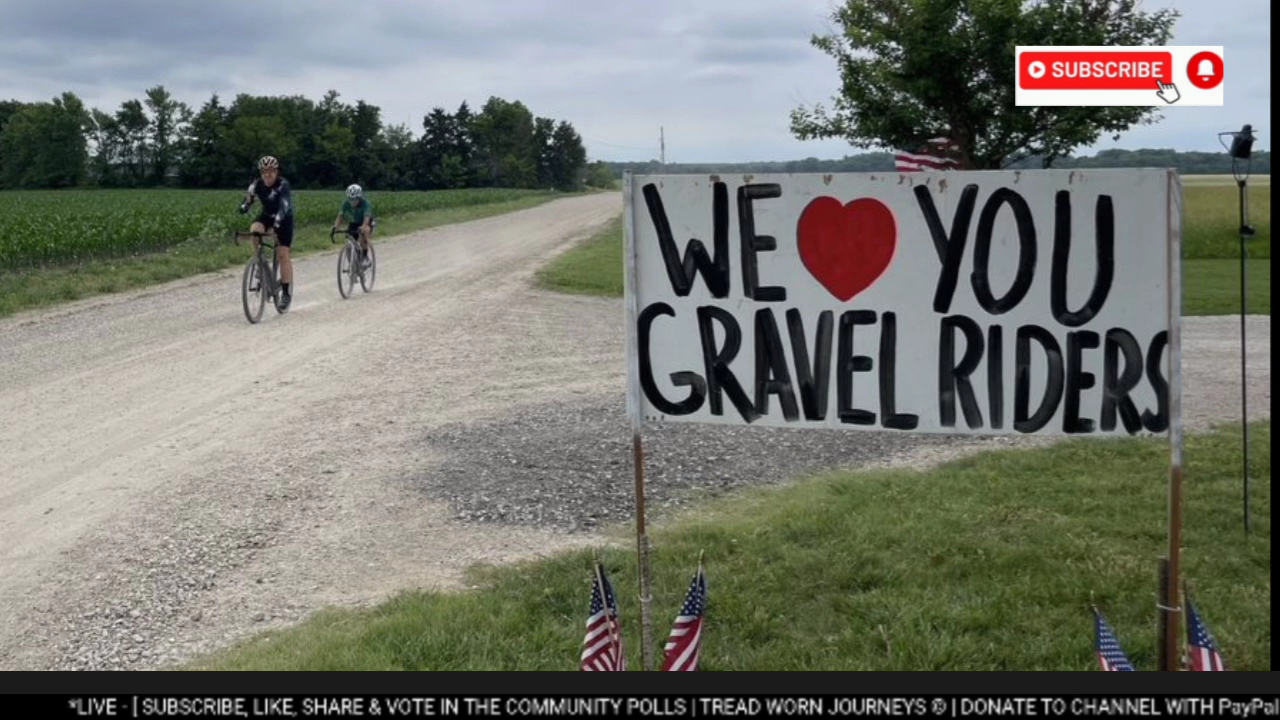 SUBSCRIBE
WE ❤ YOU
GRAVEL RIDERS
*LIVE - [ SUBSCRIBE, LIKE, SHARE & VOTE IN THE COMMUNITY POLLS | TREAD WORN JOURNEYS © | DONATE TO CHANNEL WITH PayPal